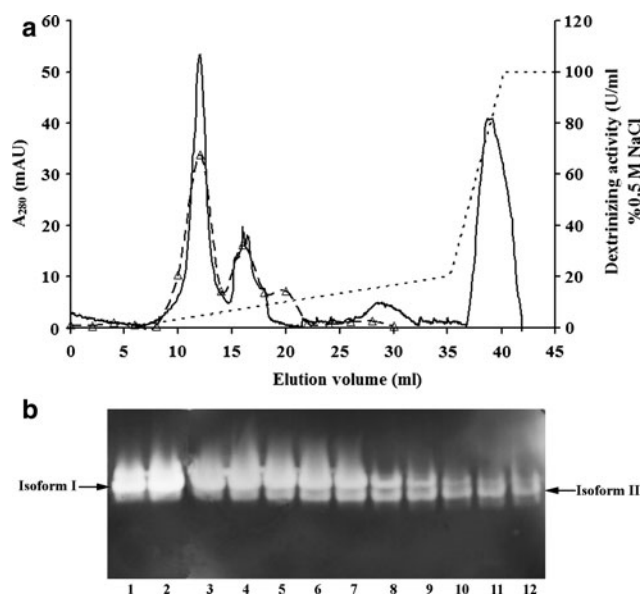 a
60
50
40
30
20
10
0
A280 (mAU)
120
100
80
60
40
20
0
Dextrinizing activity (U/ml
%0.5 M NaCl
0 5 10 15 20 25 30 35 40 45
Elution volume (ml)
b
Isoform I
Isoform II
1 2 3 4 5 6 7 8 9 10 11 12